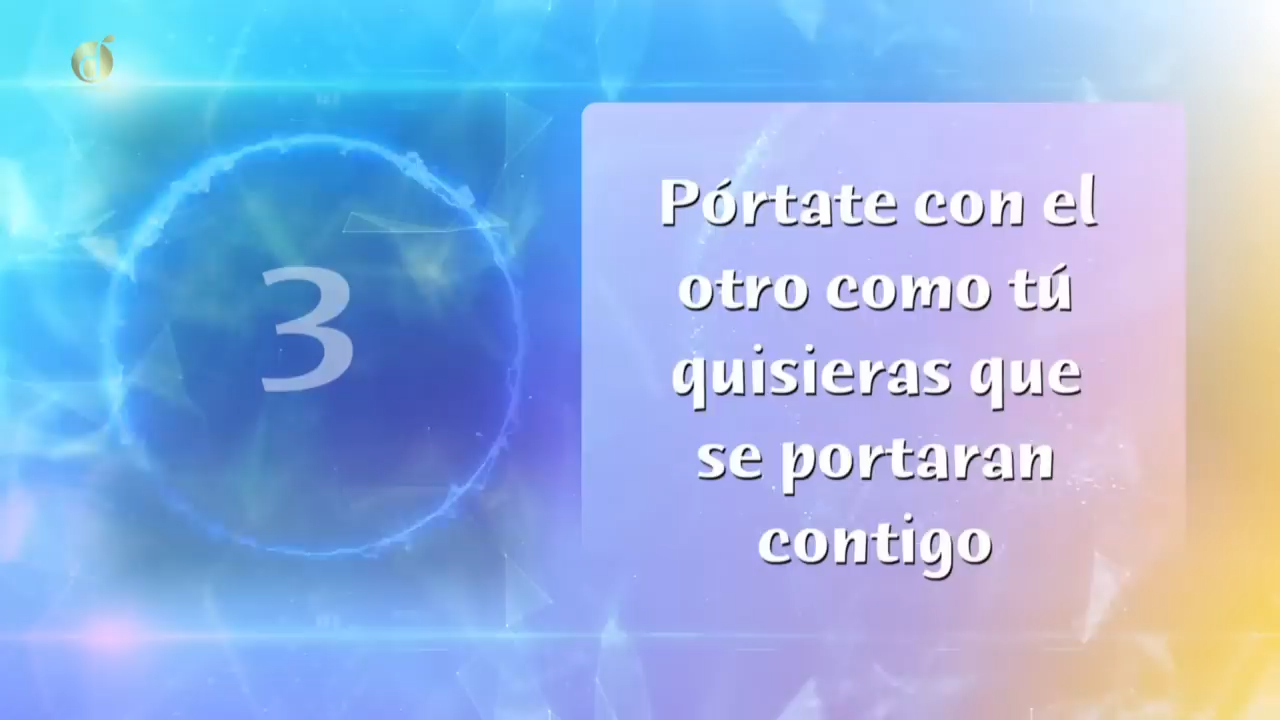 3
Pórtate con el
otro como tú
quisieras que
se portaran
contigo